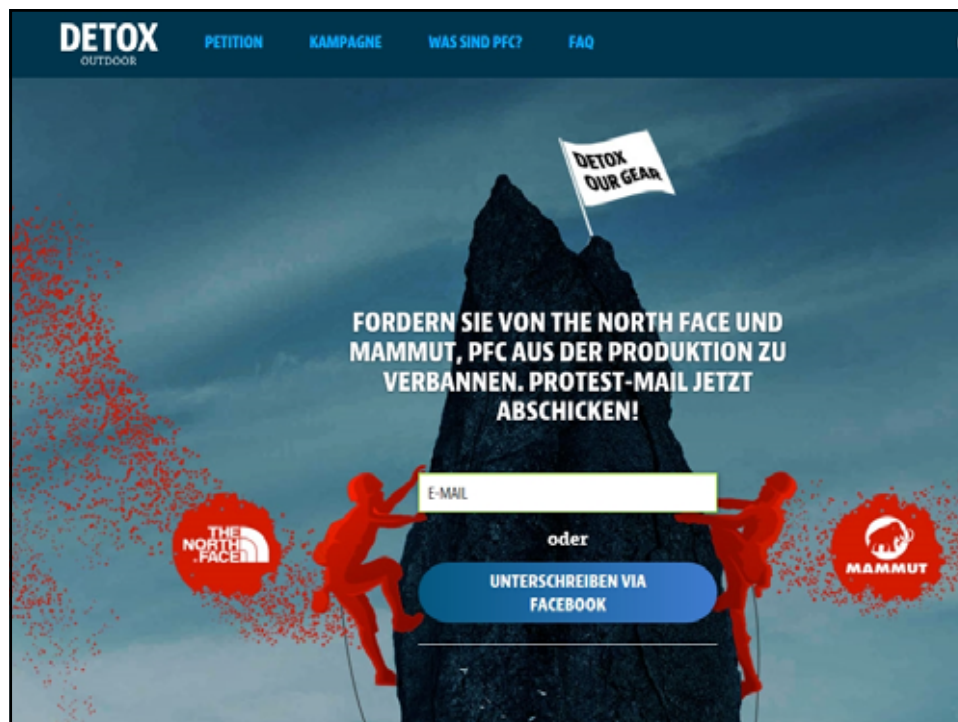 DETOX
OUTDOOR
PETITION
KAMPAGNE
WAS SIND PFC?
FAQ
DETOX
OUR GEAR
FORDERN SIE VON THE NORTH FACE UND
MAMMUT, PFC AUS DER PRODUKTION ZU
VERBANNEN. PROTEST-MAIL JETZT
ABSCHICKEN!
E-MAIL
THE
NORTH
FACE
oder
MAMMUT
UNTERSCHREIBEN VIA
FACEBOOK